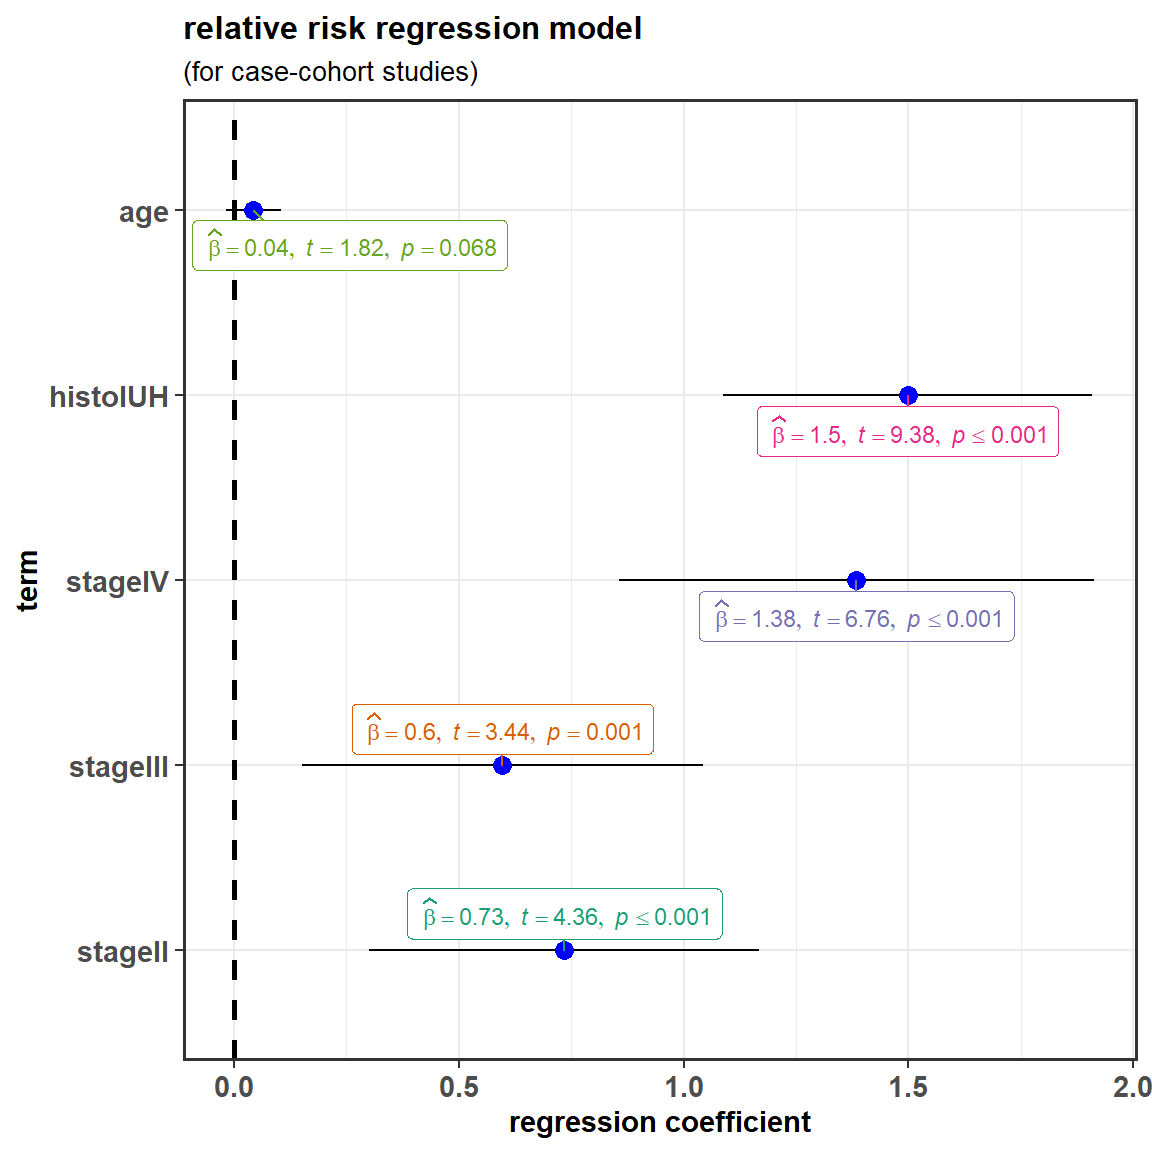 relative risk regression model
(for case-cohort studies)
age
β̂ = 0.04, t = 1.82, p = 0.068
histolUH
β̂ = 1.5, t = 9.38, p ≤ 0.001
stageIV
β̂ = 1.38, t = 6.76, p ≤ 0.001
β̂ = 0.6, t = 3.44, p = 0.001
stageIII
β̂ = 0.73, t = 4.36, p ≤ 0.001
stageII
term
0.0 0.5 1.0 1.5 2.0
regression coefficient